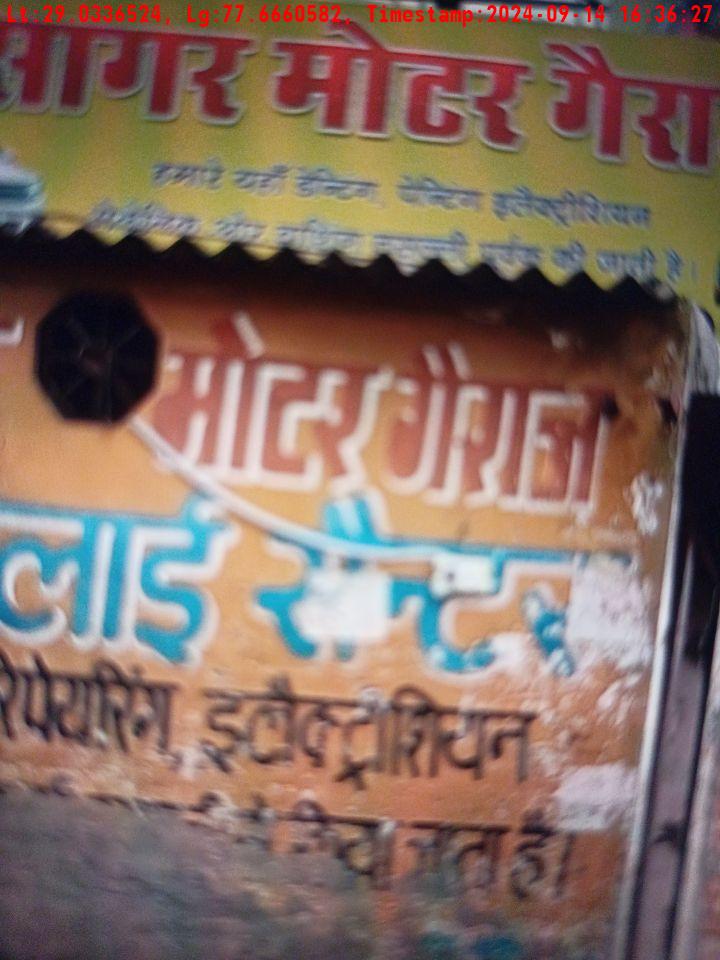 Lt:29.0336524, Lg:77.6660582, Timestamp:2024-09-14 16:36:27
सागर मोटर गैरा
हमारे यहाँ डेन्टिंग, पेन्टिंग इलैक्ट्रीशियन
की जाती है।
मोटर गैराज
लाई सैन्टर
रिपेयरिंग, इलैक्ट्रीशियन
किया जाता है।